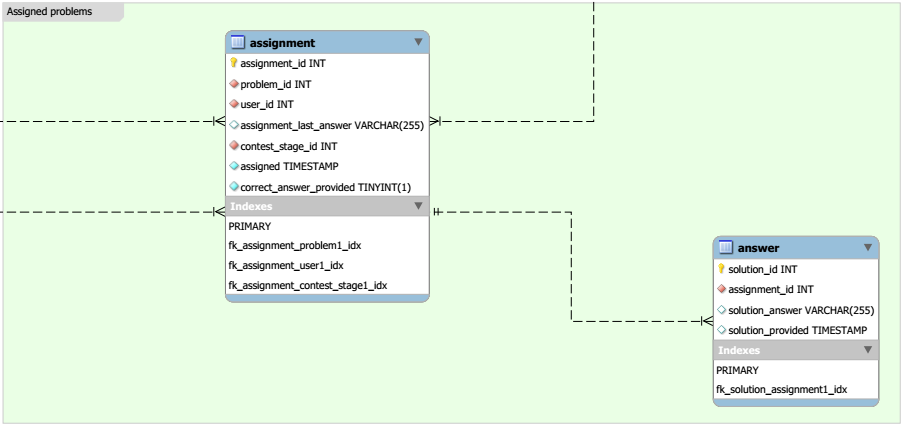 Assigned problems
assignment
assignment_id INT
problem_id INT
user_id INT
assignment_last_answer VARCHAR(255)
contest_stage_id INT
assigned TIMESTAMP
correct_answer_provided TINYINT(1)
Indexes
PRIMARY
fk_assignment_problem1_idx
fk_assignment_user1_idx
fk_assignment_contest_stage1_idx
answer
solution_id INT
assignment_id INT
solution_answer VARCHAR(255)
solution_provided TIMESTAMP
Indexes
PRIMARY
fk_solution_assignment1_idx